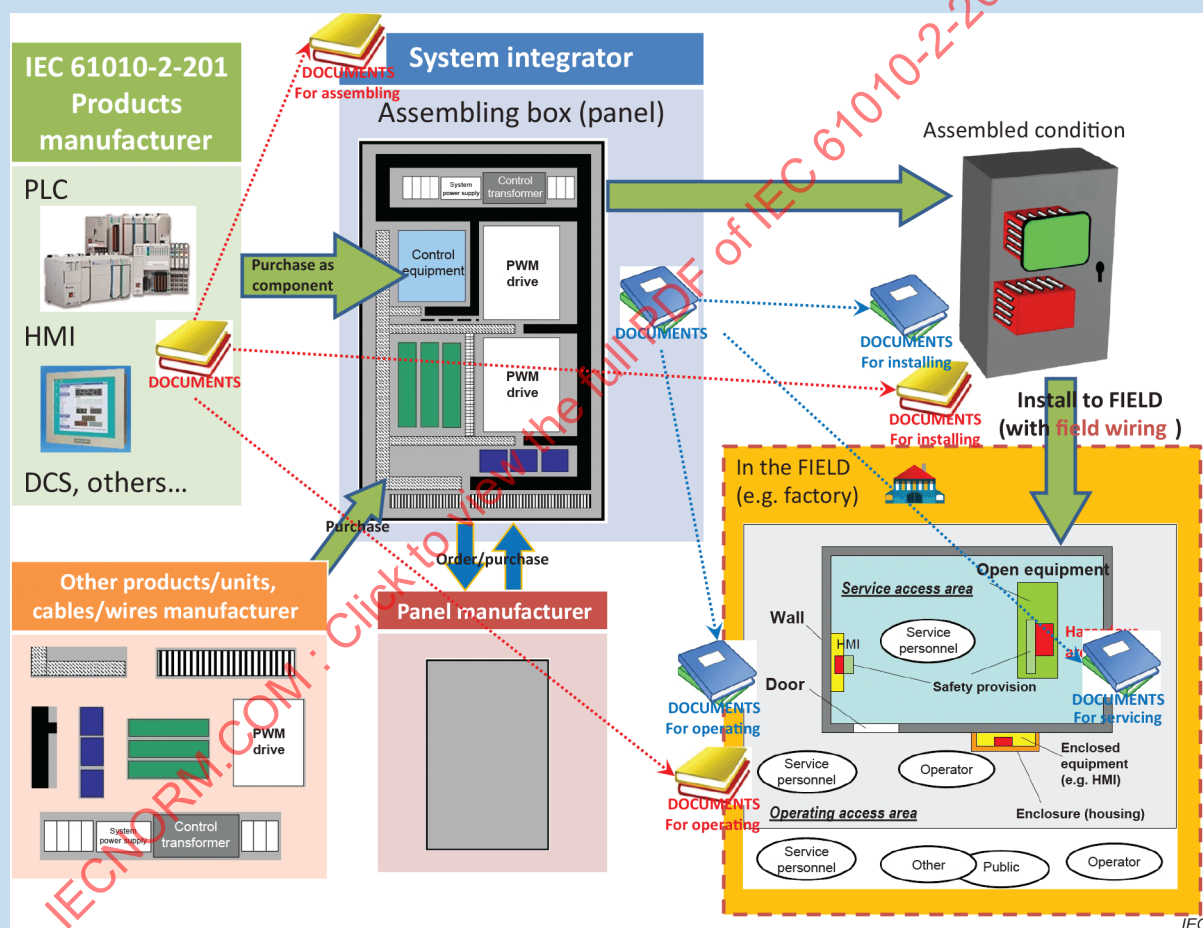 IEC 61010-2-201
Products
manufacturer
PLC
HMI
DOCUMENTS
DCS, others...
DOCUMENTS
For assembling
System integrator
Assembling box (panel)
System
power supply
Control
transformer
Control
equipment
PWM
drive
PWM
drive
Purchase as
component
DOCUMENTS
Assembled condition
DOCUMENTS
For installing
DOCUMENTS
For installing
Install to FIELD
(with field wiring )
Purchase
Order/purchase
Other products/units,
cables/wires manufacturer
PWM
drive
System
power supply
Control
transformer
Panel manufacturer
In the FIELD
(e.g. factory)
Open equipment
Service access area
Wall
HMI
Service
personnel
Safety provision
Door
DOCUMENTS
For servicing
DOCUMENTS
For operating
DOCUMENTS
For operating
Enclosed
equipment
(e.g. HMI)
Service
personnel
Operator
Operating access area
Enclosure (housing)
Service
personnel
Other
Public
Operator
IEC
IECNORM.COM : Click to view the full PDF of IEC 61010-2-20